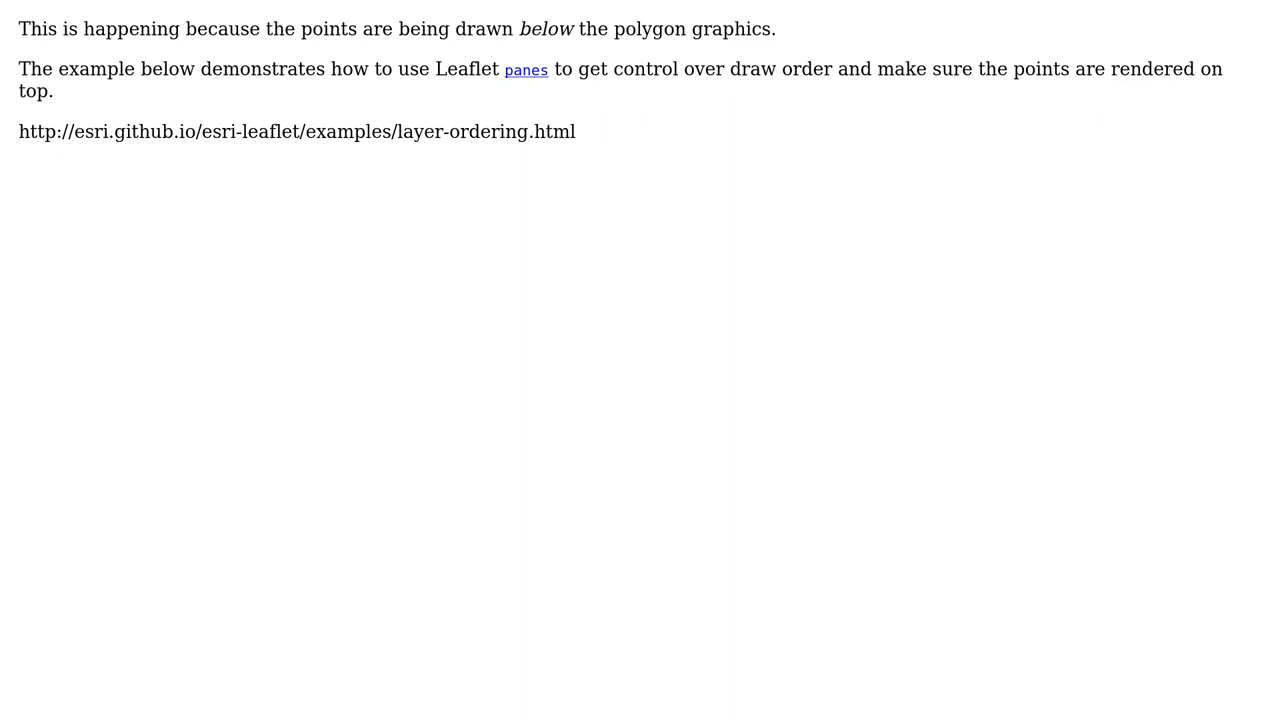 This is happening because the points are being drawn below the polygon graphics.
The example below demonstrates how to use Leaflet panes to get control over draw order and make sure the points are rendered on
top.
http://esri.github.io/esri-leaflet/examples/layer-ordering.html